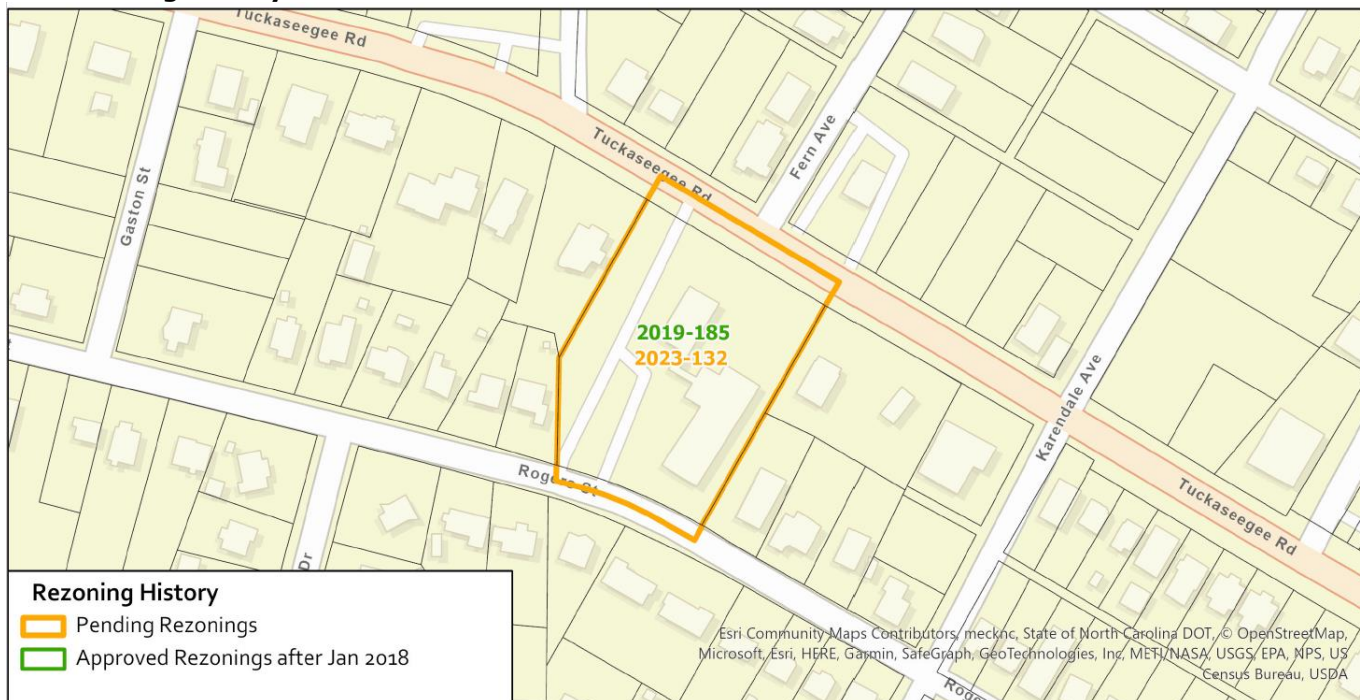 Tuckaseegee Rd
Tuckaseegee Rd
Fern Ave
Gaston St
2019-185
2023-132
Karendale Ave
Rogers St
Tuckaseegee Rd
Dr
Rezoning History
Pending Rezonings
Approved Rezonings after Jan 2018
Esri Community Maps Contributors, mecknc, State of North Carolina DOT, © OpenStreetMap,
Microsoft, Esri, HERE, Garmin, SafeGraph, GeoTechnologies, Inc, METI/NASA, USGS, EPA, NPS, US
Census Bureau, USDA